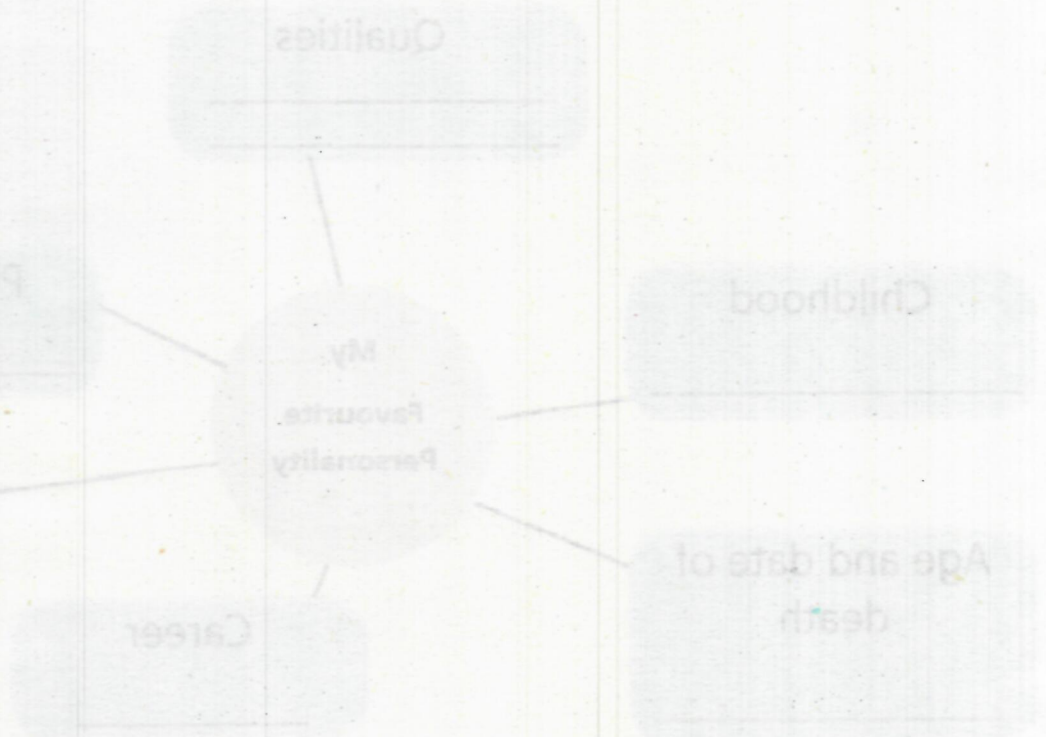 Qualities
Childhood
My
Favourite
Personality
Age and date of
death
Career